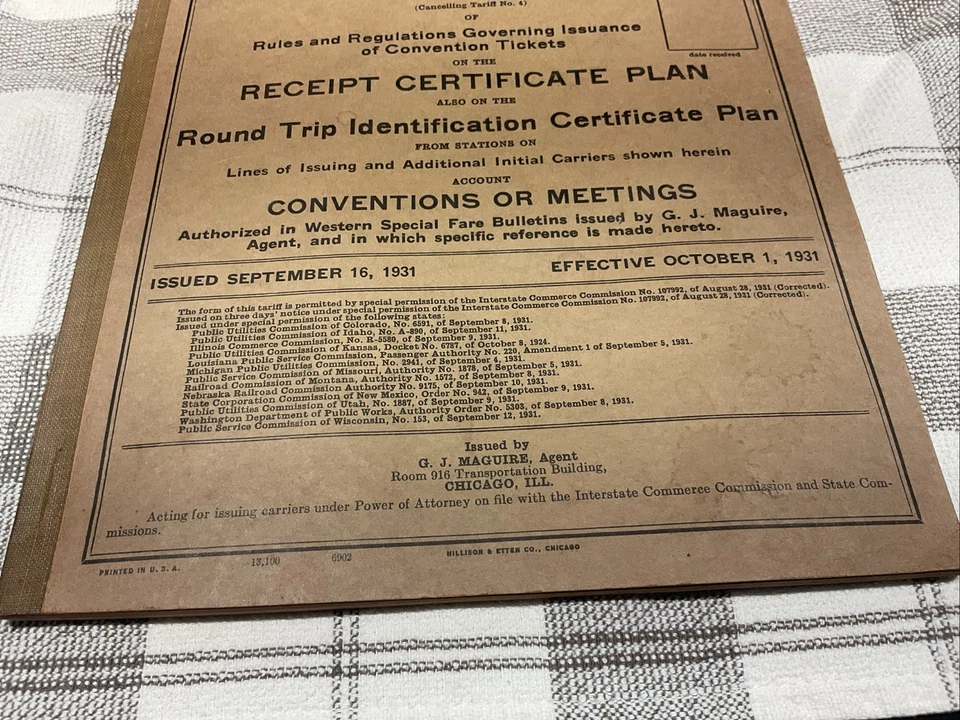 (Cancelling Tariff No. 4)
OF
Rules and Regulations Governing Issuance
of Convention Tickets
date received
ON THE
RECEIPT CERTIFICATE PLAN
ALSO ON THE
Round Trip Identification Certificate Plan
FROM STATIONS ON
Lines of Issuing and Additional Initial Carriers shown herein
ACCOUNT
CONVENTIONS OR MEETINGS
Authorized in Western Special Fare Bulletins issued by G. J. Maguire,
Agent, and in which specific reference is made hereto.
ISSUED SEPTEMBER 16, 1931 EFFECTIVE OCTOBER 1, 1931
The form of this tariff is permitted by special permission of the Interstate Commerce Commission No. 107992, of August 28, 1931 (Corrected).
Issued on three days' notice under special permission of the Interstate Commerce Commission No. 107992, of August 28, 1931 (Corrected).
Issued under special permission of the following states:
Public Utilities Commission of Colorado, No. 6591, of September 8, 1931.
Public Utilities Commission of Idaho, No. A-890, of September 11, 1931.
Illinois Commerce Commission, No. R-5580, of September 9, 1931.
Public Utilities Commission of Kansas, Docket No. 6787, of October 8, 1924.
Louisiana Public Service Commission, Passenger Authority No. 220, Amendment 1 of September 5, 1931.
Michigan Public Utilities Commission, No. 2941, of September 4, 1931.
Public Service Commission of Missouri, Authority No. 1878, of September 5, 1931.
Railroad Commission of Montana, Authority No. 1572, of September 8, 1931.
Nebraska Railroad Commission Authority No. 9175, of September 10, 1931.
State Corporation Commission of New Mexico, Order No. 942, of September 9, 1931.
Public Utilities Commission of Utah, No. 1887, of September 9, 1931.
Washington Department of Public Works, Authority Order No. 5303, of September 8, 1931.
Public Service Commission of Wisconsin, No. 153, of September 12, 1931.
Issued by
G. J. MAGUIRE, Agent
Room 916 Transportation Building,
CHICAGO, ILL.
Acting for issuing carriers under Power of Attorney on file with the Interstate Commerce Commission and State Com-
missions.
PRINTED IN U. S. A. 13,100 6902 HILLISON & ETTEN CO., CHICAGO